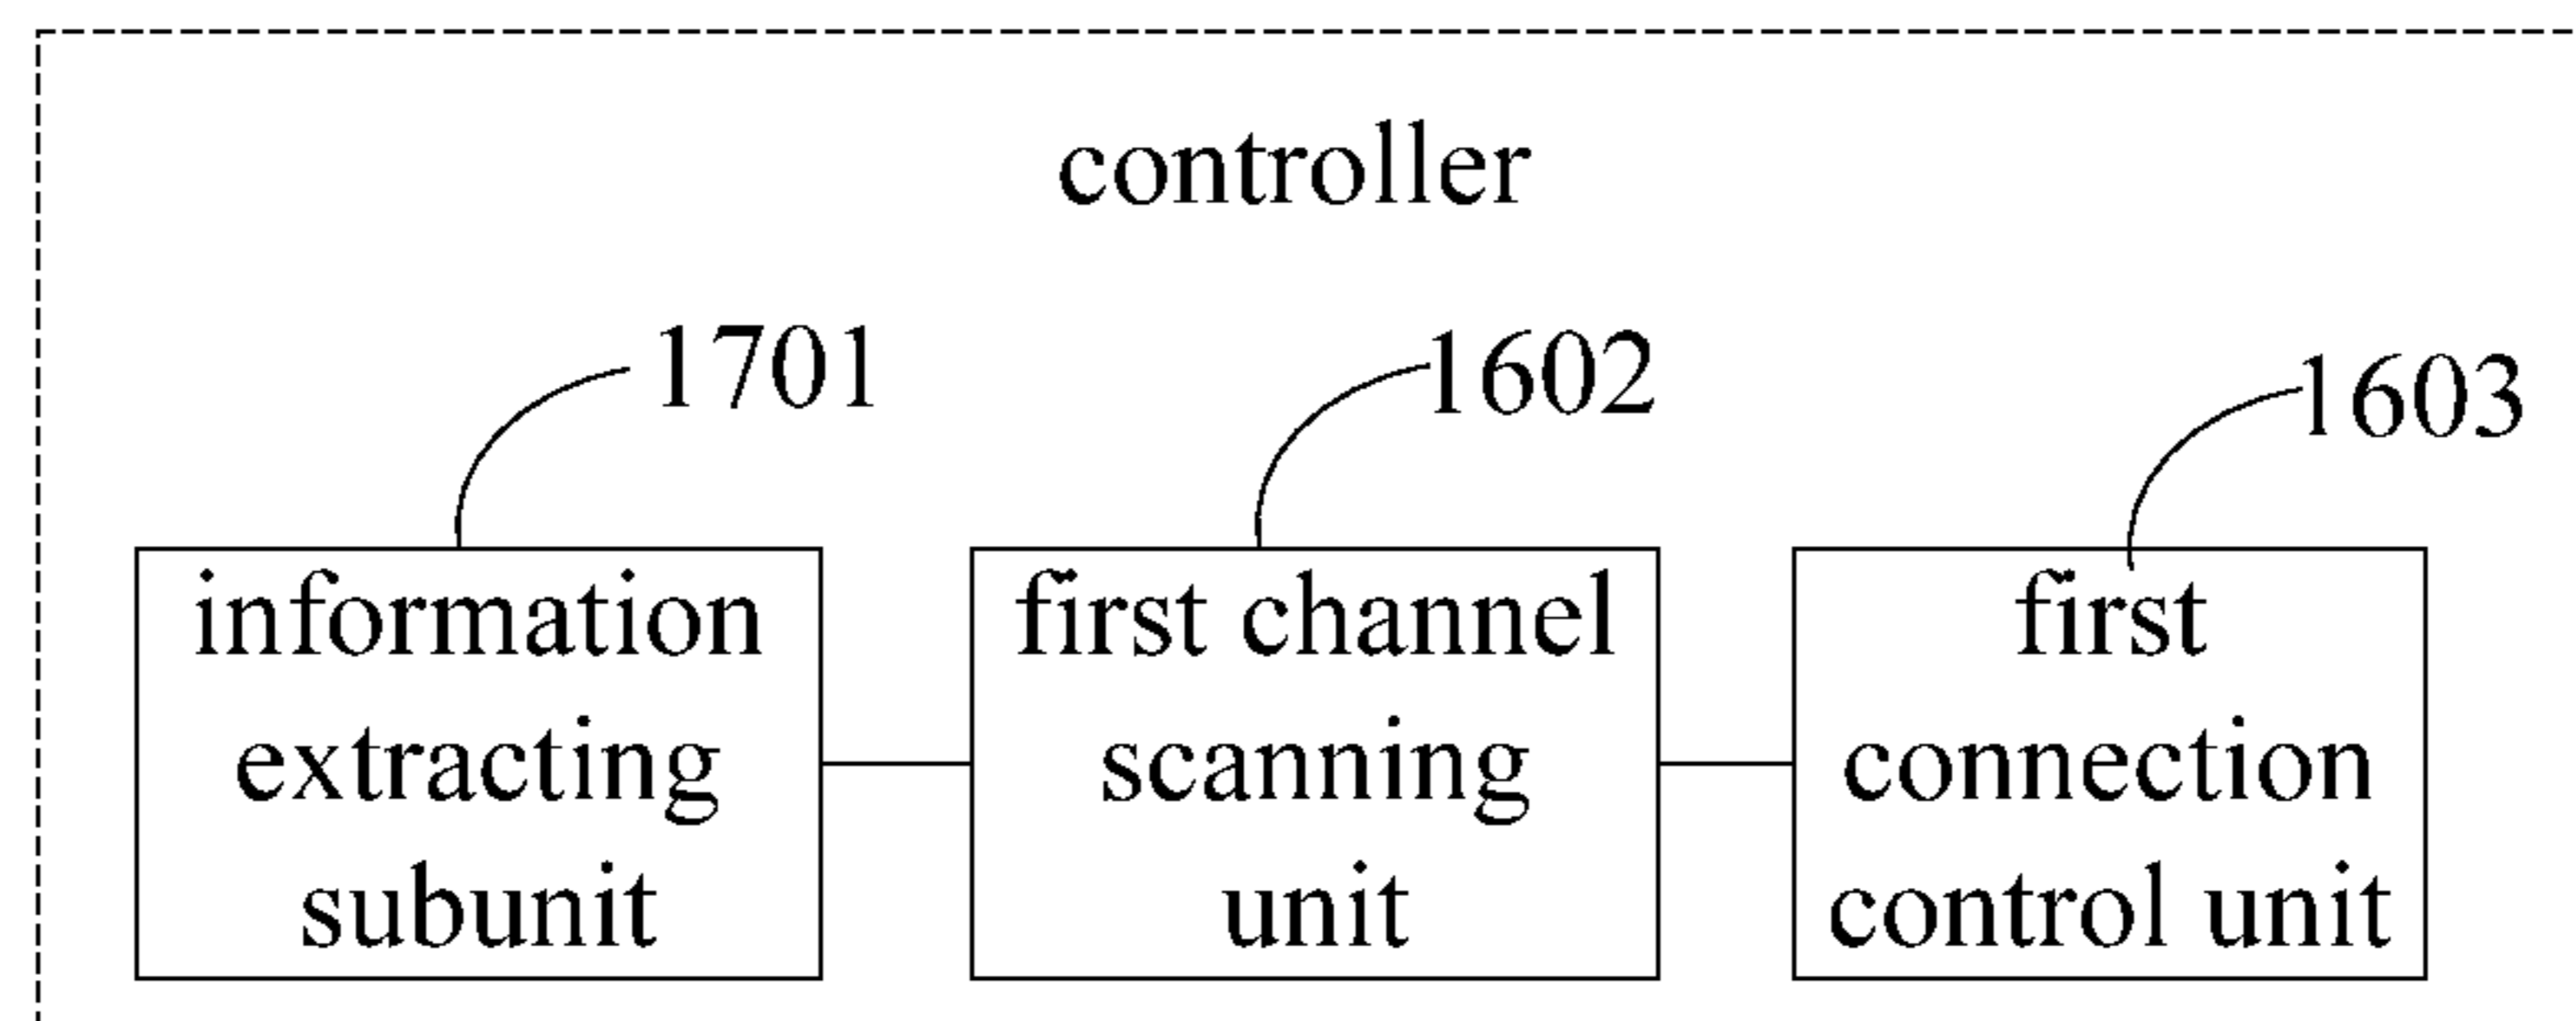 controller
1701
1602
1603
information
extracting
subunit
first channel
scanning
unit
first
connection
control unit